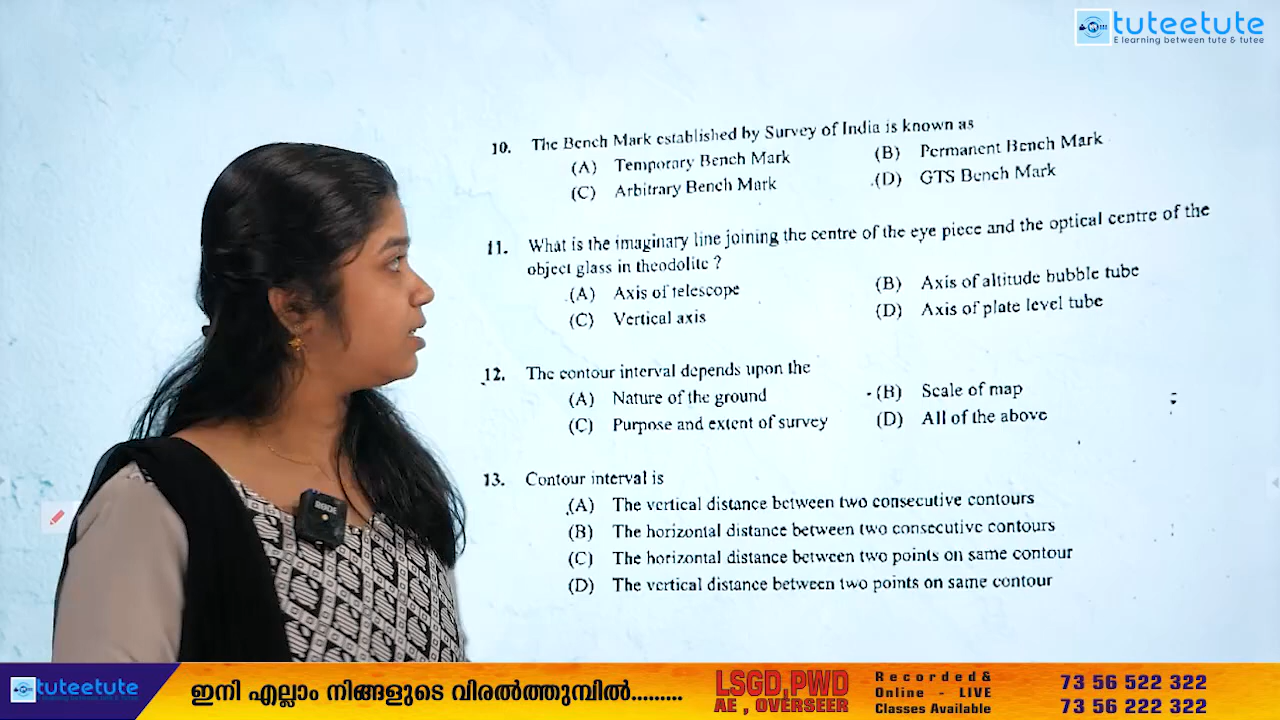 tuteetute
E learning between tute & tutee
10. The Bench Mark established by Survey of India is known as
(A) Temporary Bench Mark (B) Permanent Bench Mark
(C) Arbitrary Bench Mark (D) GTS Bench Mark
11. What is the imaginary line joining the centre of the eye piece and the optical centre of the
object glass in theodolite ?
(A) Axis of telescope (B) Axis of altitude bubble tube
(C) Vertical axis (D) Axis of plate level tube
12. The contour interval depends upon the
(A) Nature of the ground (B) Scale of map
(C) Purpose and extent of survey (D) All of the above
13. Contour interval is
(A) The vertical distance between two consecutive contours
(B) The horizontal distance between two consecutive contours
(C) The horizontal distance between two points on same contour
(D) The vertical distance between two points on same contour
tuteetute
E learning between tute & tutee
ഇനി എല്ലാം നിങ്ങളുടെ വിരൽത്തുമ്പിൽ.........
LSGD,PWD
AE , OVERSEER
Recorded &
Online - LIVE
Classes Available
73 56 522 322
73 56 222 322